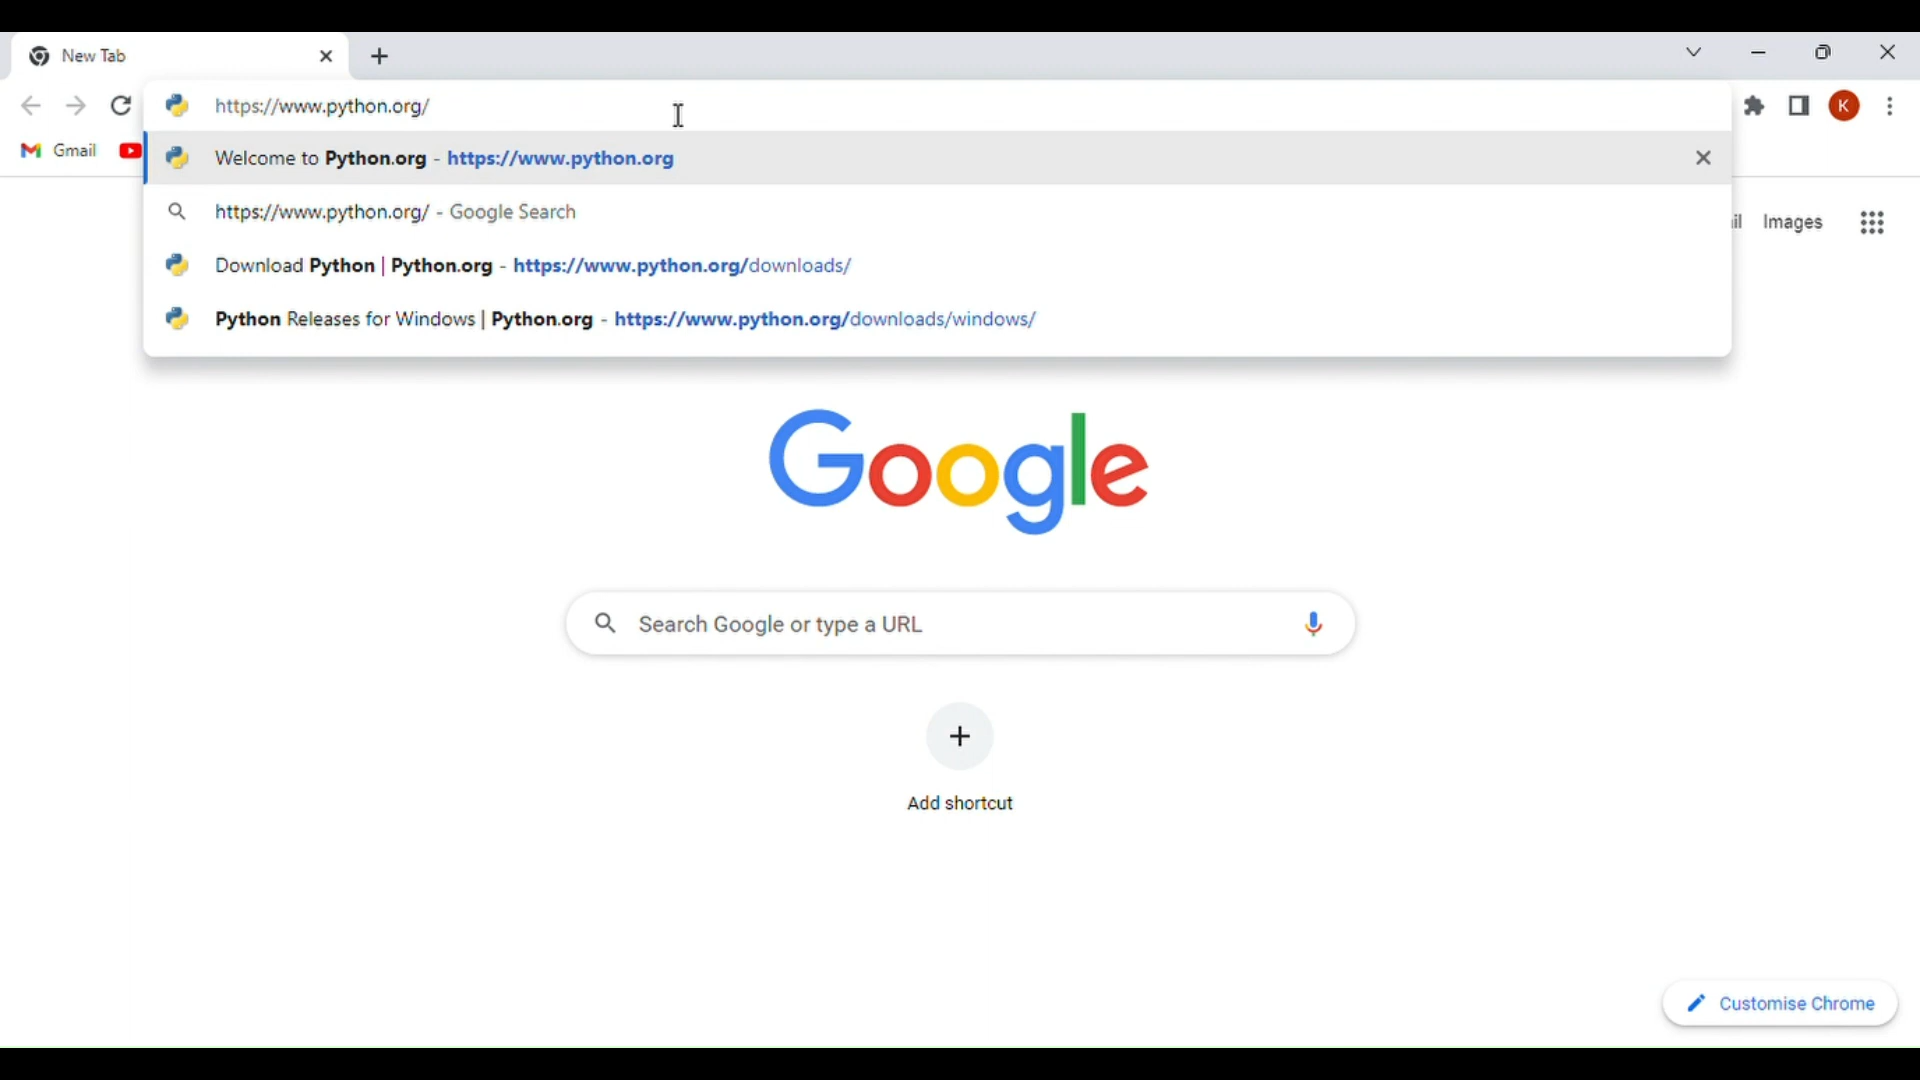 New Tab
https://www.python.org/
Gmail
Welcome to Python.org - https://www.python.org
https://www.python.org/ - Google Search
il Images
Download Python | Python.org - https://www.python.org/downloads/
Python Releases for Windows | Python.org - https://www.python.org/downloads/windows/
Google
Search Google or type a URL
Add shortcut
Customise Chrome
K